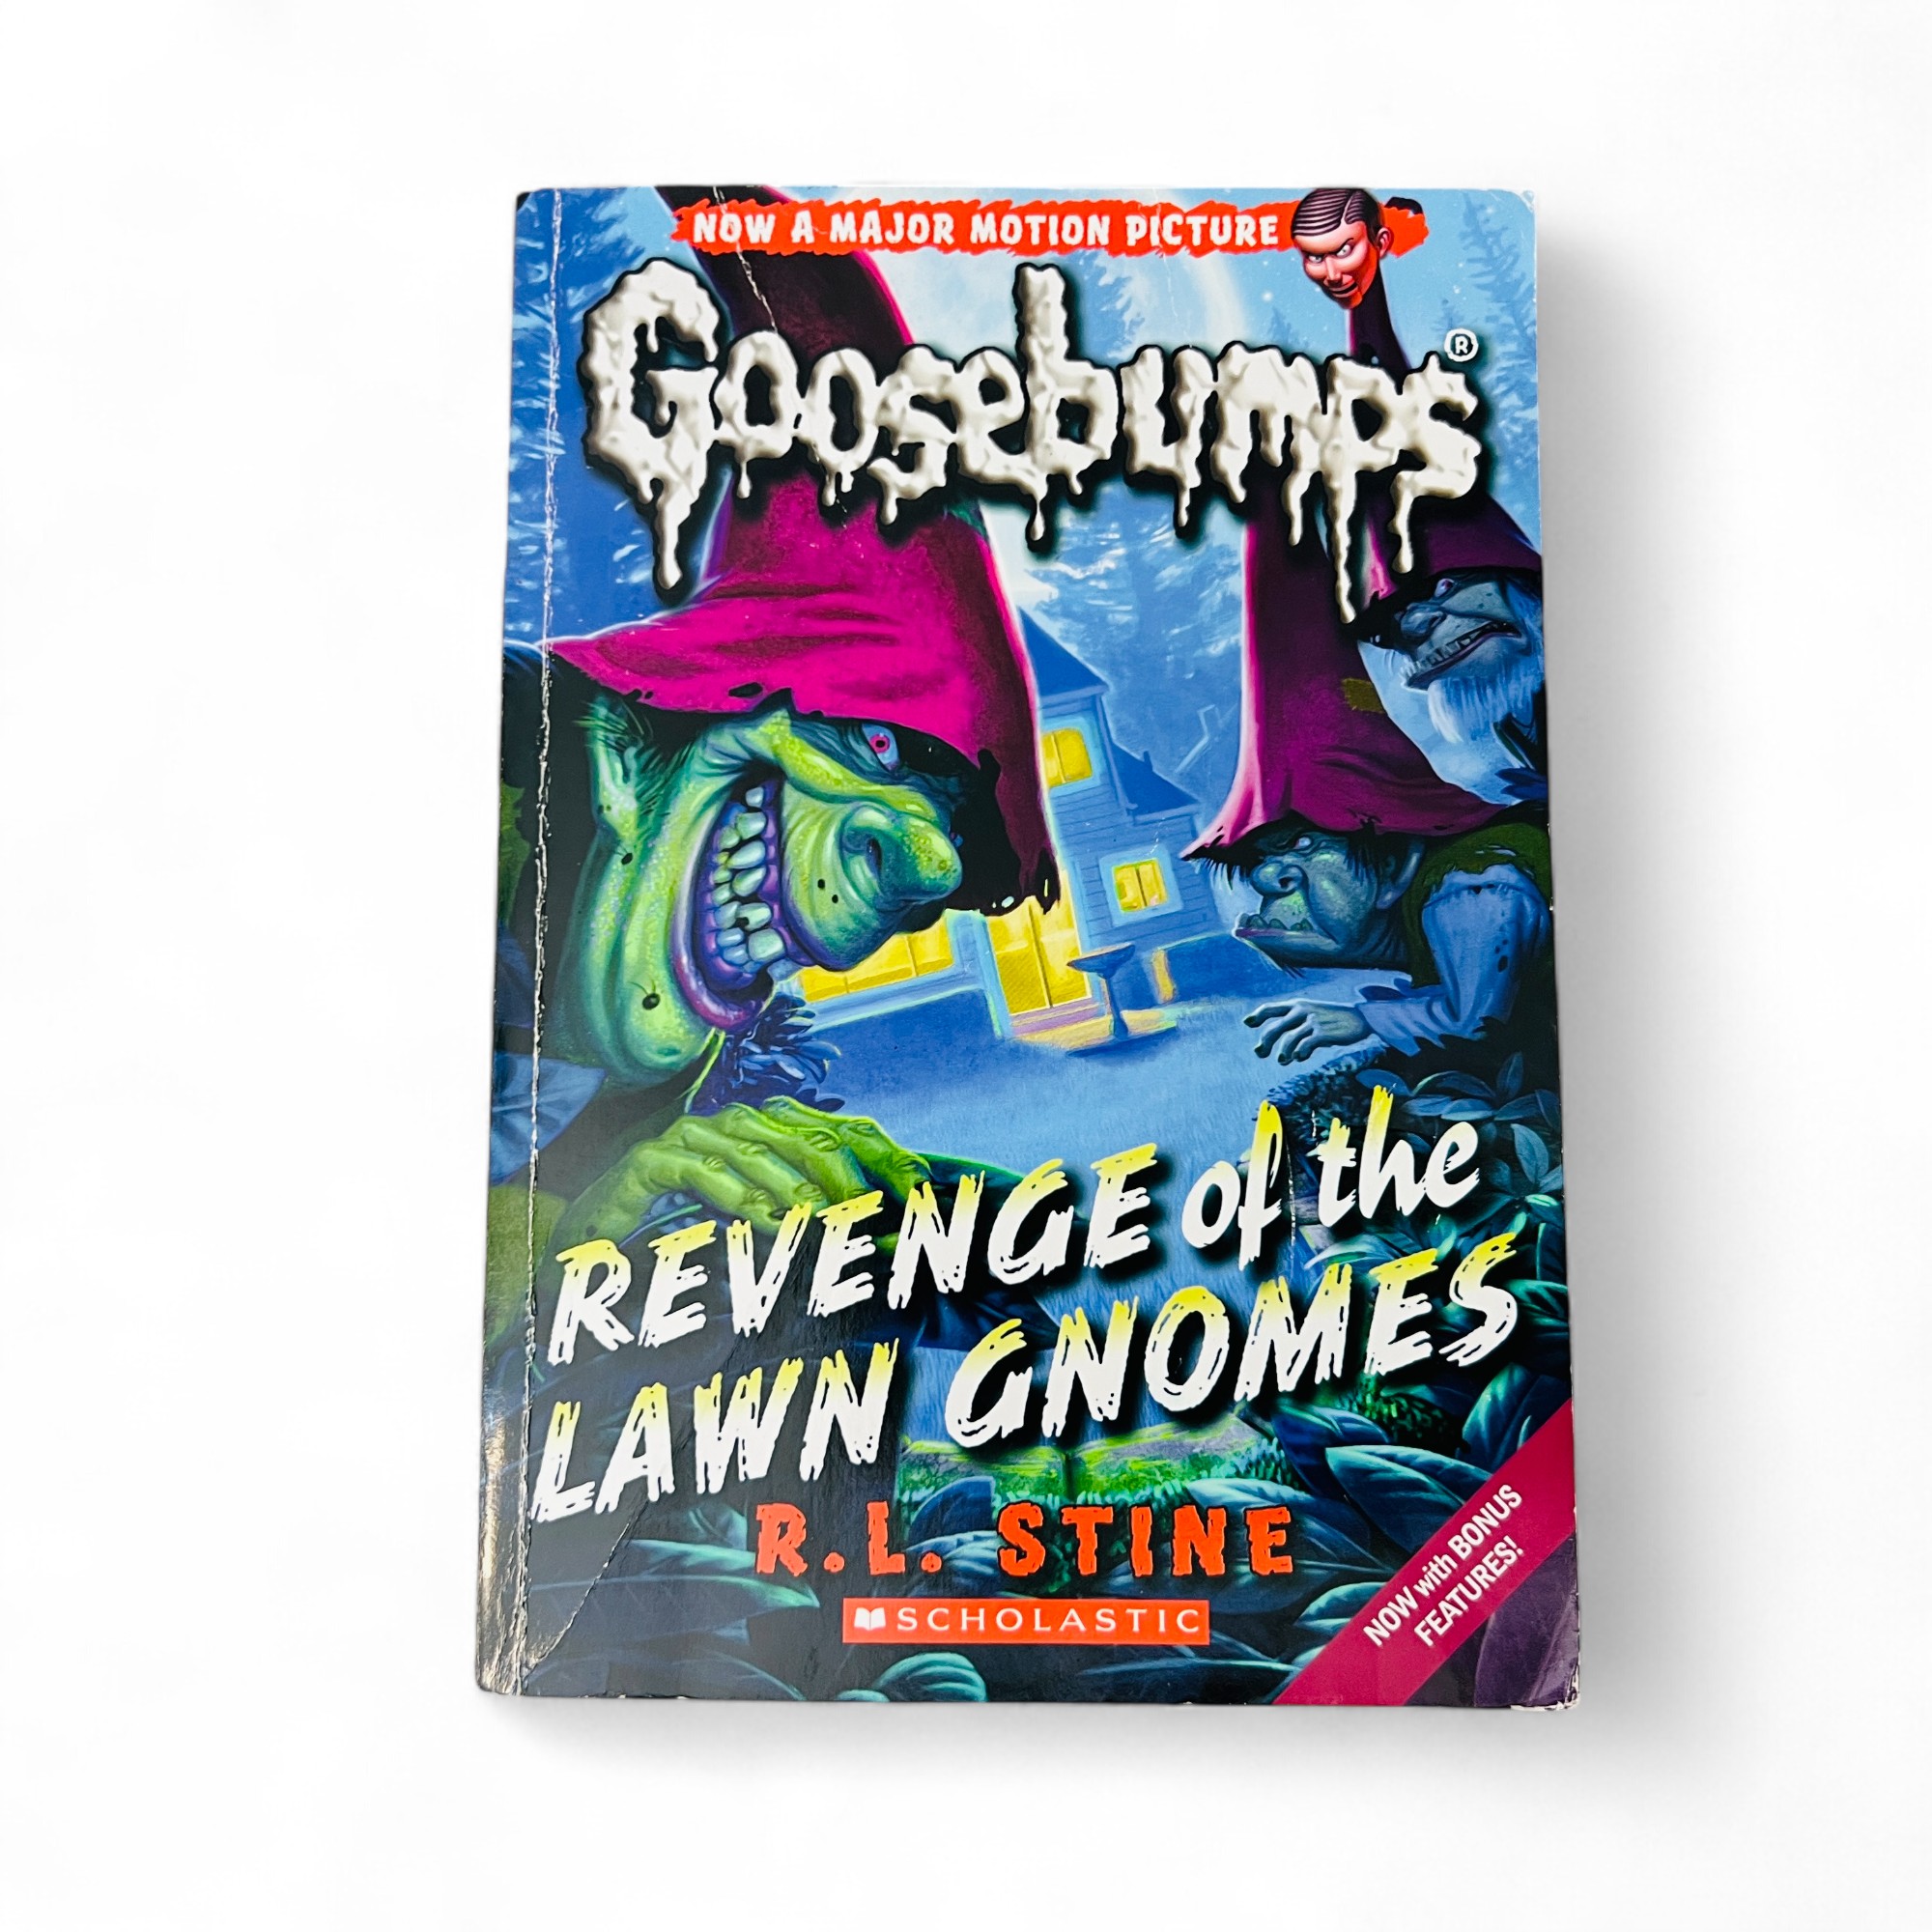 NOW A MAJOR MOTION PICTURE
Goosebumps®
REVENGE of the
LAWN GNOMES
R.L. STINE
SCHOLASTIC
NOW with BONUS
FEATURES!